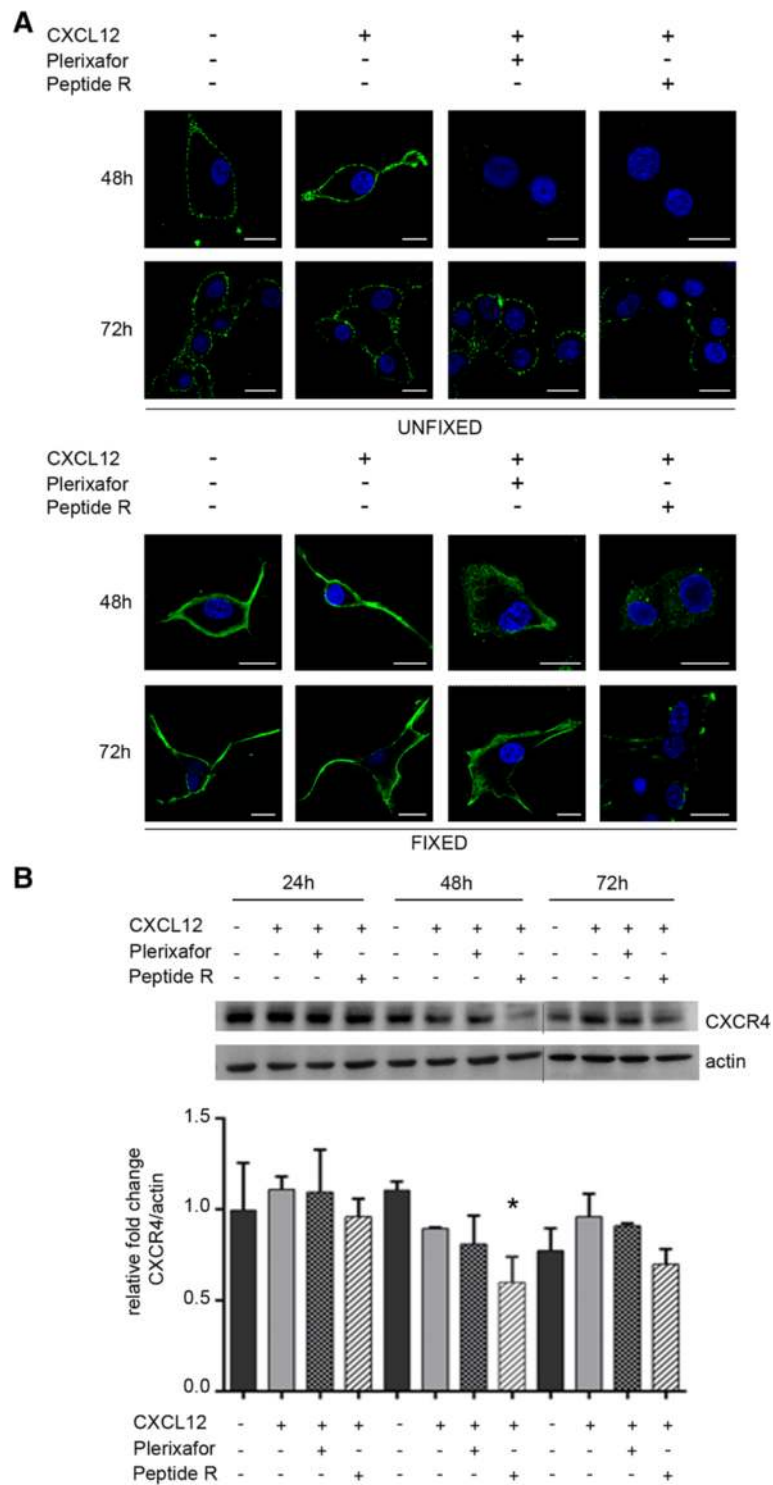 A
CXCL12 - + + +
Plerixafor - - + -
Peptide R - - - +
48h
72h
UNFIXED
CXCL12 - + + +
Plerixafor - - + -
Peptide R - - - +
48h
72h
FIXED
B
24h 48h 72h
CXCL12 - + + + - + + + - + + +
Plerixafor - - + - - - + - - - + -
Peptide R - - - + - - - + - - - +
CXCR4
actin
1.5
1.0
0.5
0.0
relative fold change
CXCR4/actin
*
CXCL12 - + + + - + + + - + + +
Plerixafor - - + - - - + - - - + -
Peptide R - - - + - - - + - - - +